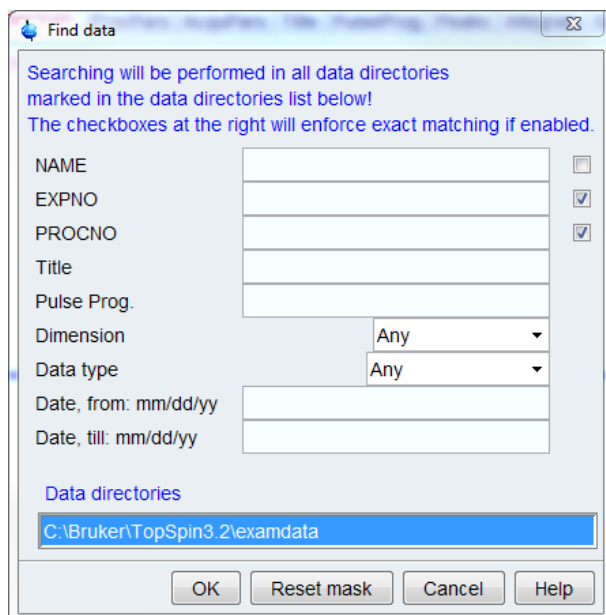 Find data
Searching will be performed in all data directories
marked in the data directories list below!
The checkboxes at the right will enforce exact matching if enabled.
NAME
EXPNO
PROCNO
Title
Pulse Prog.
Dimension Any
Data type Any
Date, from: mm/dd/yy
Date, till: mm/dd/yy
Data directories
C:\Bruker\TopSpin3.2\examdata
OK Reset mask Cancel Help